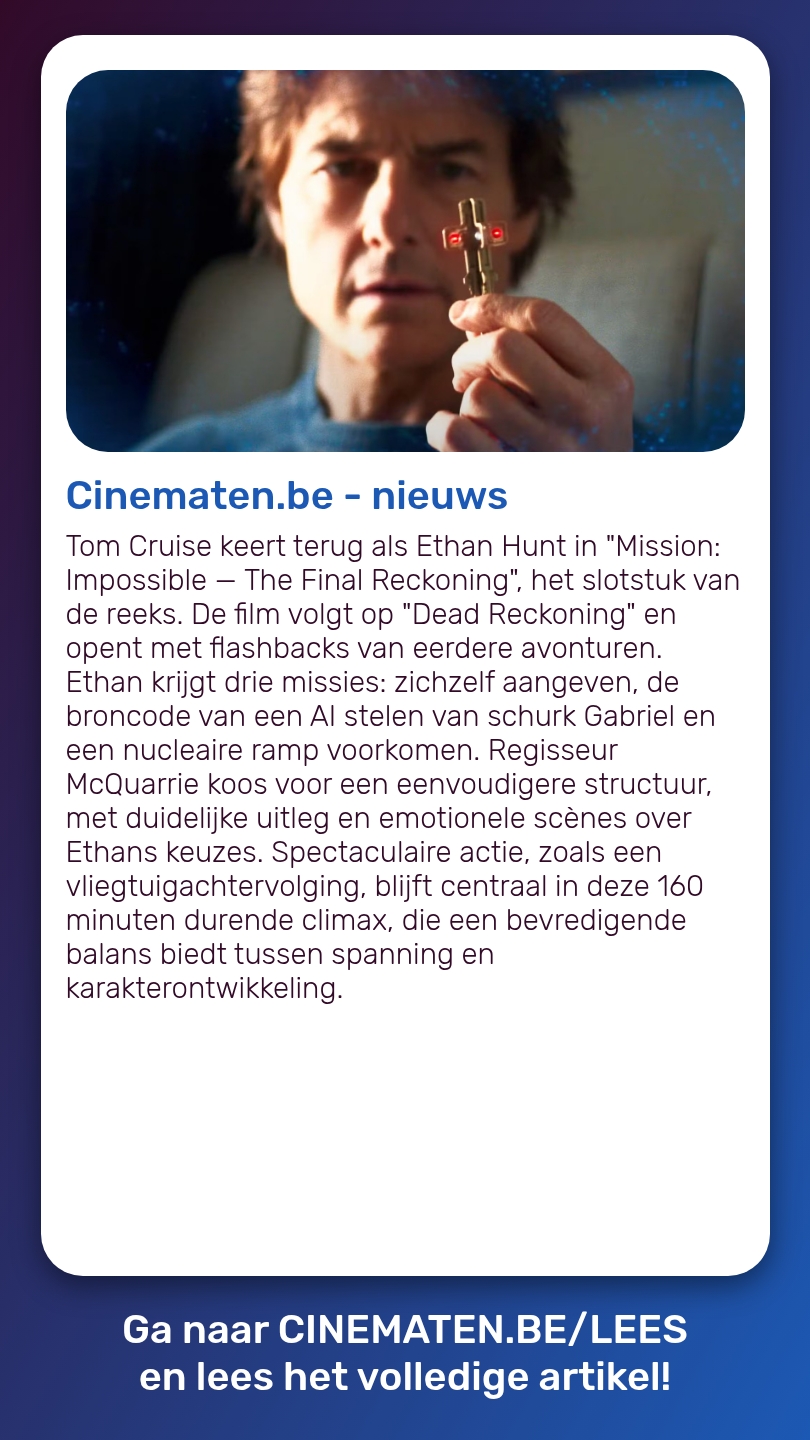 Cinematen.be - nieuws
Tom Cruise keert terug als Ethan Hunt in "Mission:
Impossible — The Final Reckoning", het slotstuk van
de reeks. De film volgt op "Dead Reckoning" en
opent met flashbacks van eerdere avonturen.
Ethan krijgt drie missies: zichzelf aangeven, de
broncode van een AI stelen van schurk Gabriel en
een nucleaire ramp voorkomen. Regisseur
McQuarrie koos voor een eenvoudigere structuur,
met duidelijke uitleg en emotionele scènes over
Ethans keuzes. Spectaculaire actie, zoals een
vliegtuigachtervolging, blijft centraal in deze 160
minuten durende climax, die een bevredigende
balans biedt tussen spanning en
karakterontwikkeling.
Ga naar CINEMATEN.BE/LEES
en lees het volledige artikel!